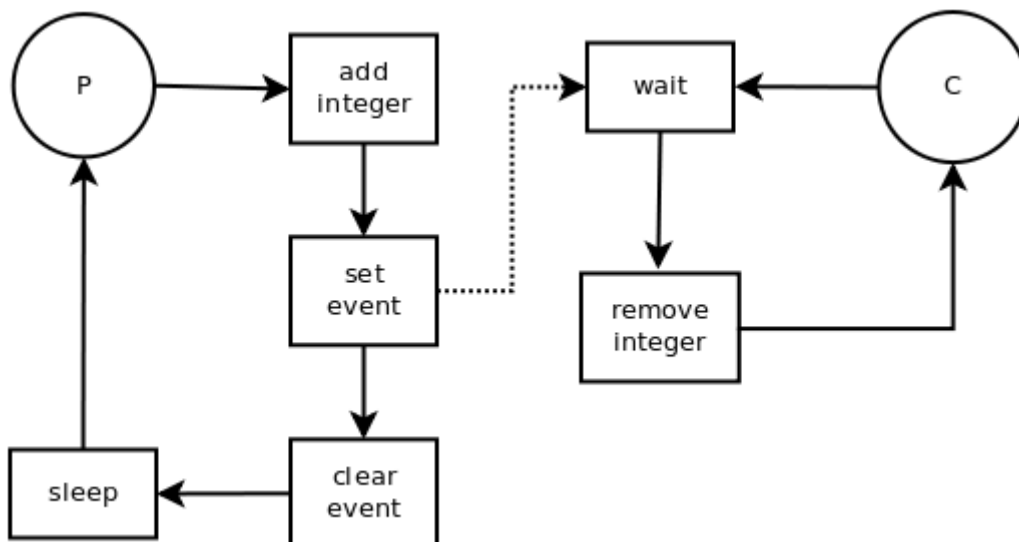 P
add
integer
set
event
clear
event
sleep
wait
C
remove
integer